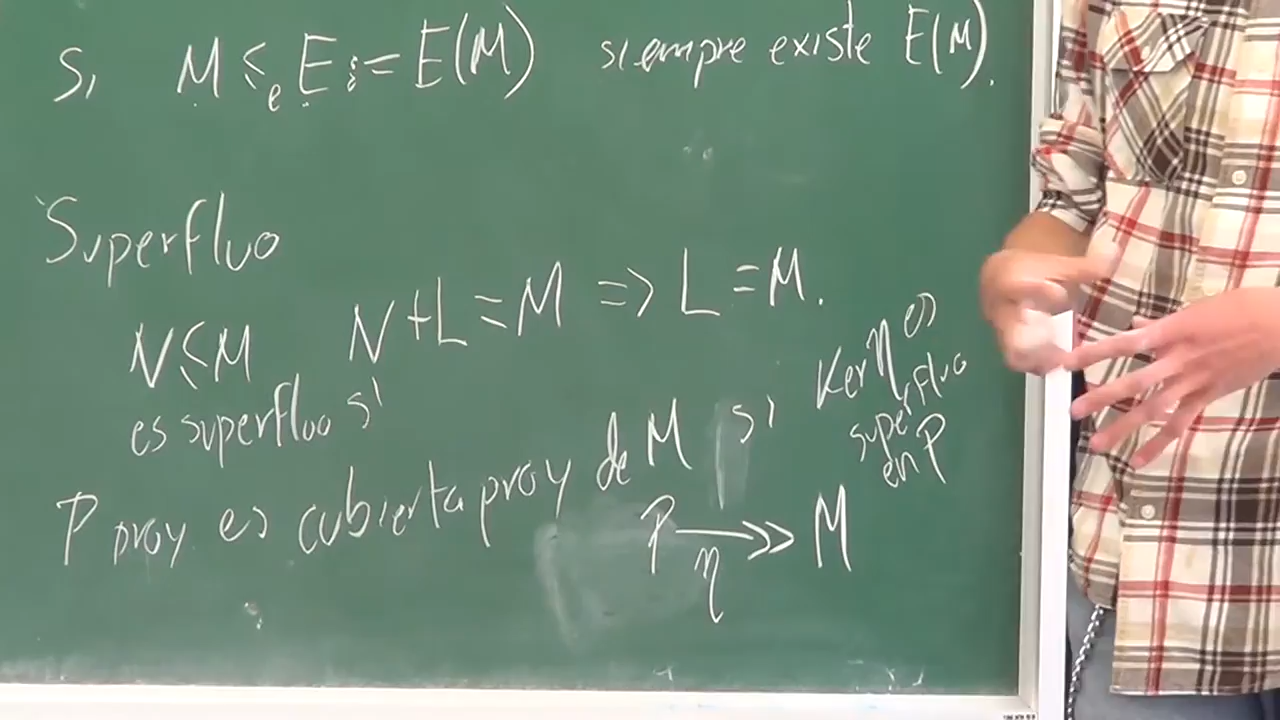 Si M ≤e E := E(M) siempre existe E(M).
Superfluo
N ≤ M N + L = M => L = M.
es superfluo si
P proy es cubierta proy de M si Ker η es superfluo en P
P ↠ M
η